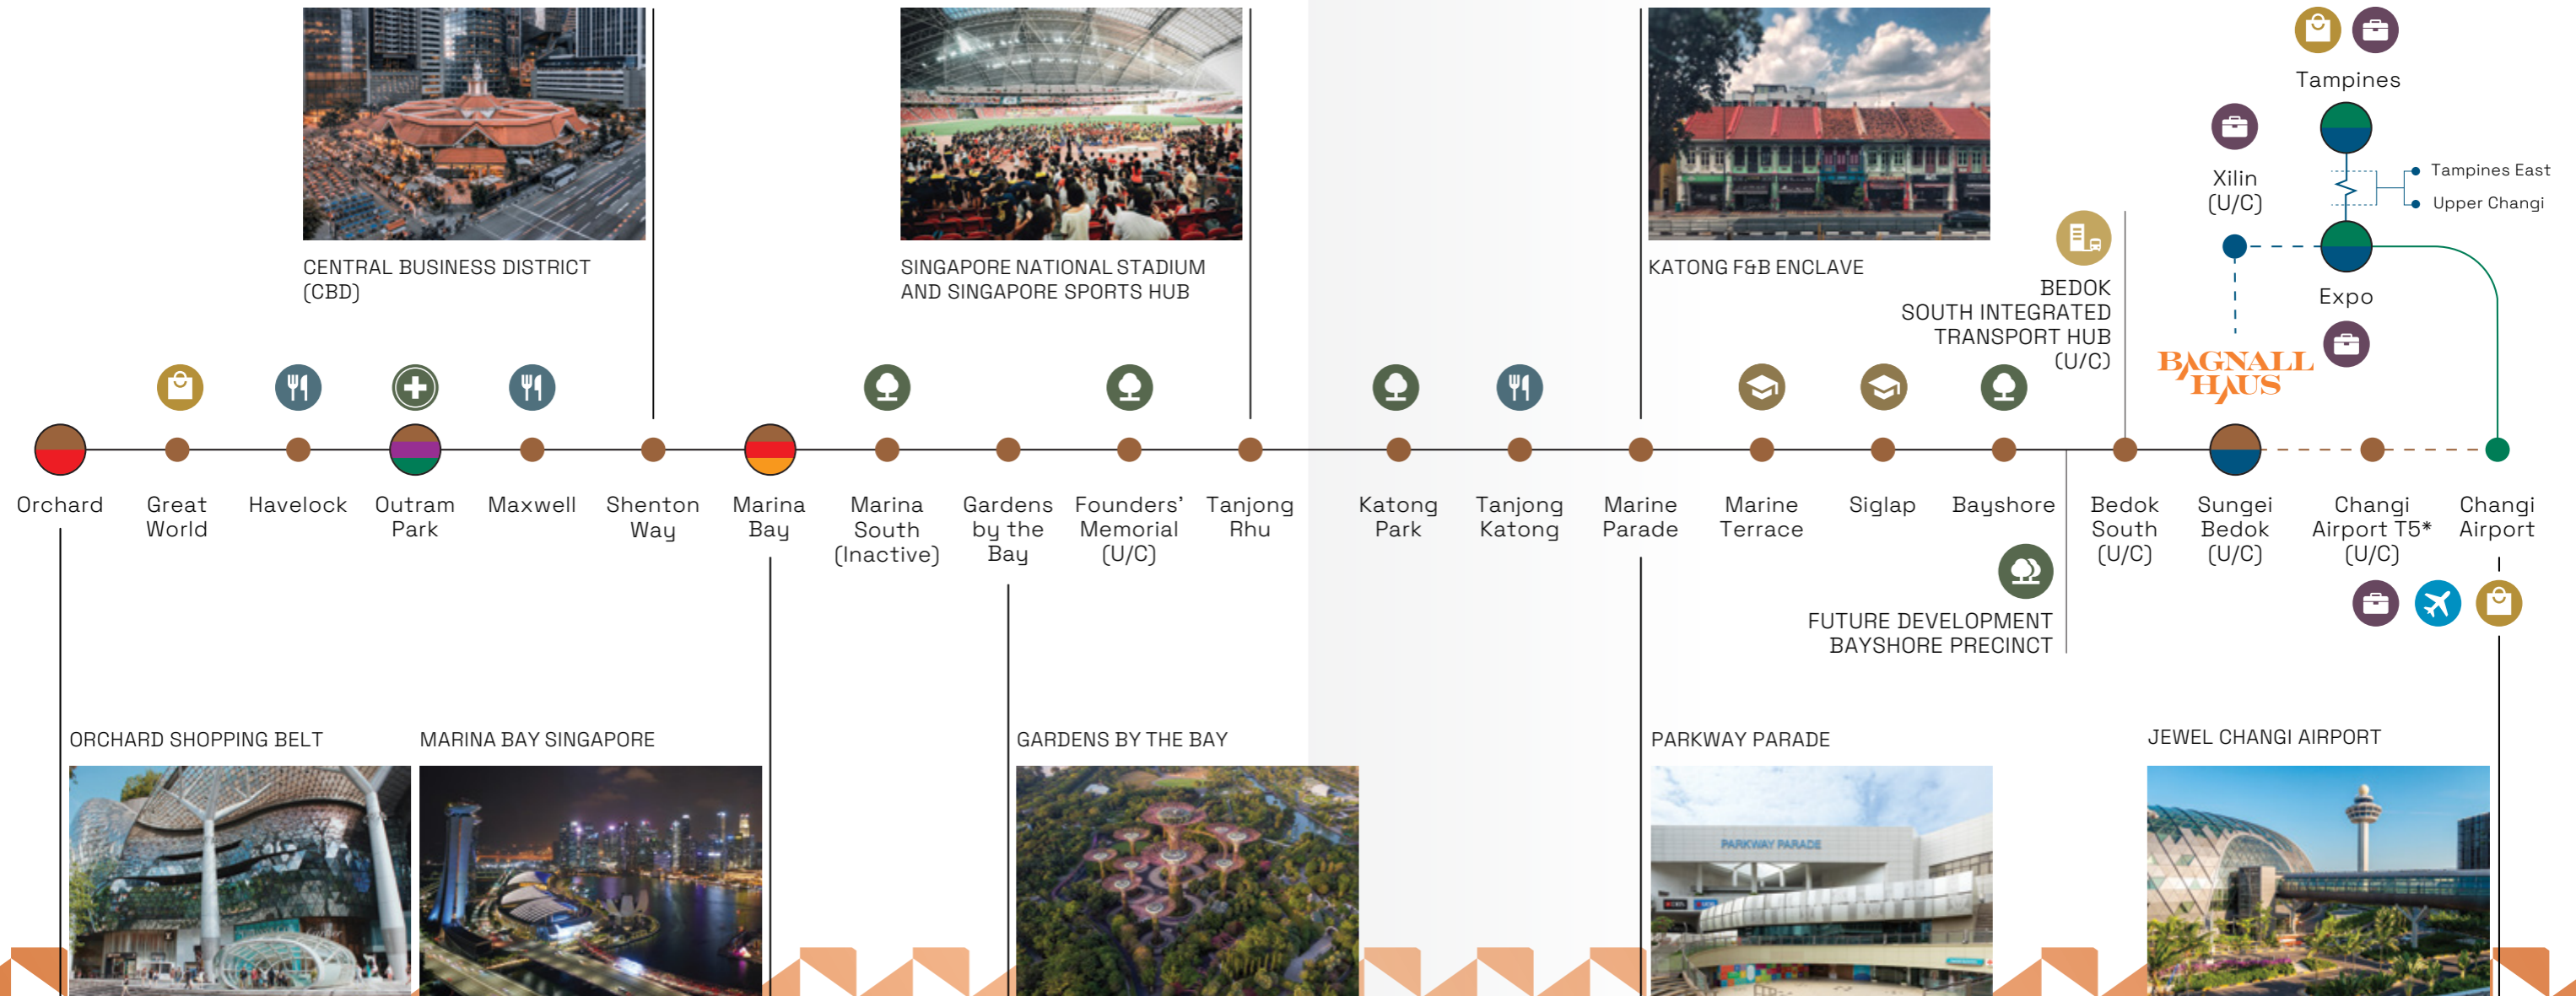 CENTRAL BUSINESS DISTRICT
(CBD)
SINGAPORE NATIONAL STADIUM
AND SINGAPORE SPORTS HUB
KATONG F&B ENCLAVE
BEDOK
SOUTH INTEGRATED
TRANSPORT HUB
(U/C)
Tampines
Xilin
(U/C)
Tampines East
Upper Changi
Expo
BAGNALL
HAUS
Orchard
Great
World
Havelock
Outram
Park
Maxwell
Shenton
Way
Marina
Bay
Marina
South
(Inactive)
Gardens
by the
Bay
Founders'
Memorial
(U/C)
Tanjong
Rhu
Katong
Park
Tanjong
Katong
Marine
Parade
Marine
Terrace
Siglap
Bayshore
Bedok
South
(U/C)
Sungei
Bedok
(U/C)
Changi
Airport T5*
(U/C)
Changi
Airport
FUTURE DEVELOPMENT
BAYSHORE PRECINCT
ORCHARD SHOPPING BELT
MARINA BAY SINGAPORE
GARDENS BY THE BAY
PARKWAY PARADE
PARKWAY PARADE
JEWEL CHANGI AIRPORT